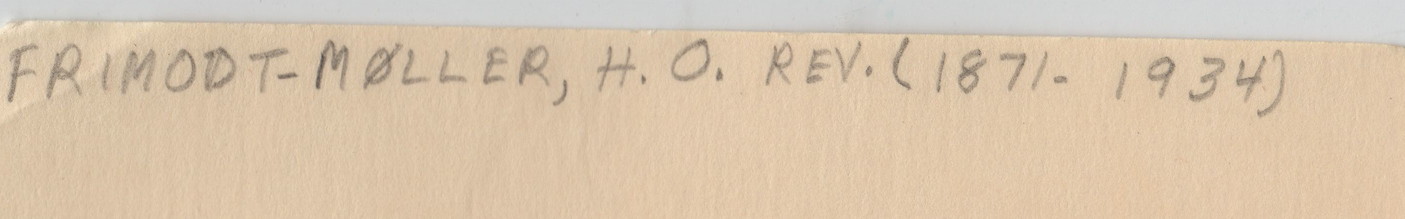 FRIMODT-MØLLER, H. O. REV. (1871- 1934)